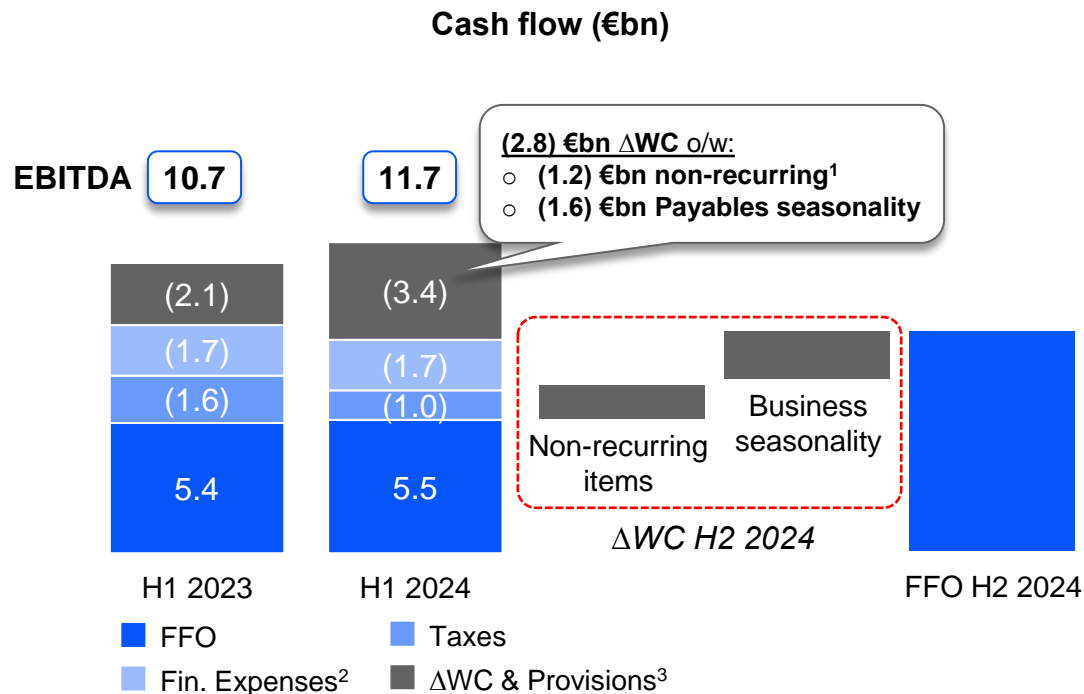 Cash flow (€bn)
(2.8) €bn ∆WC o/w:
○ (1.2) €bn non-recurring¹
○ (1.6) €bn Payables seasonality
EBITDA 10.7 11.7
(2.1)
(1.7)
(1.6)
5.4
(3.4)
(1.7)
(1.0)
5.5
Non-recurring
items
Business
seasonality
∆WC H2 2024
H1 2023 H1 2024 FFO H2 2024
FFO Taxes
Fin. Expenses² ∆WC & Provisions³